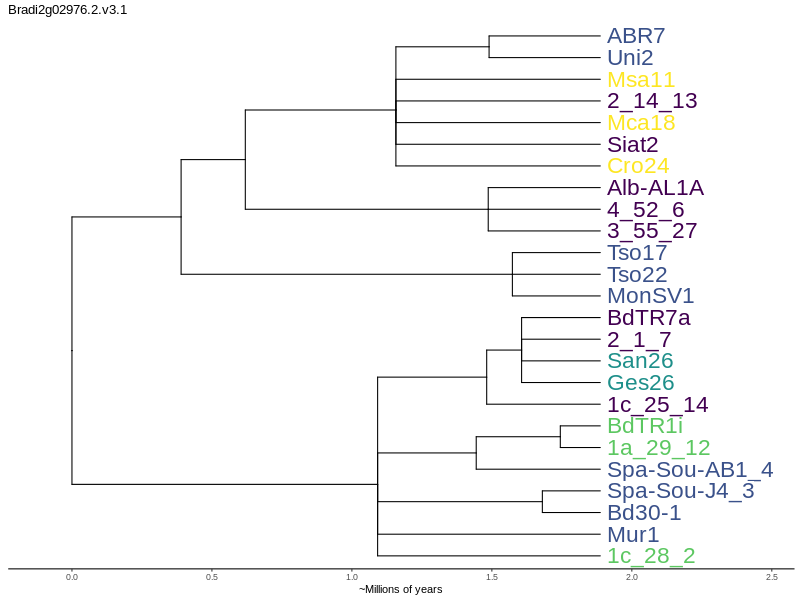 Bradi2g02976.2.v3.1
ABR7
Uni2
Msa11
2_14_13
Mca18
Siat2
Cro24
Alb-AL1A
4_52_6
3_55_27
Tso17
Tso22
MonSV1
BdTR7a
2_1_7
San26
Ges26
1c_25_14
BdTR1i
1a_29_12
Spa-Sou-AB1_4
Spa-Sou-J4_3
Bd30-1
Mur1
1c_28_2
0.0 0.5 1.0 1.5 2.0 2.5
~Millions of years